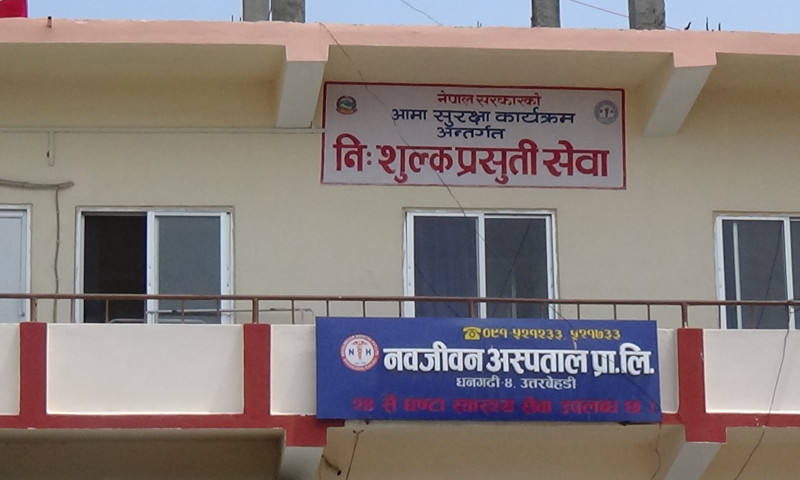 नेपाल सरकारको
आमा सुरक्षा कार्यक्रम
अन्तर्गत
निः शुल्क प्रसुती सेवा
☎०९१ ५२१२३३, ५२१७३३
N H
नवजीवन अस्पताल प्रा.लि.
धनगढी-४, उत्तरबेहडी
२४ सै घण्टा स्वास्थ्य सेवा उपलब्ध छ ।